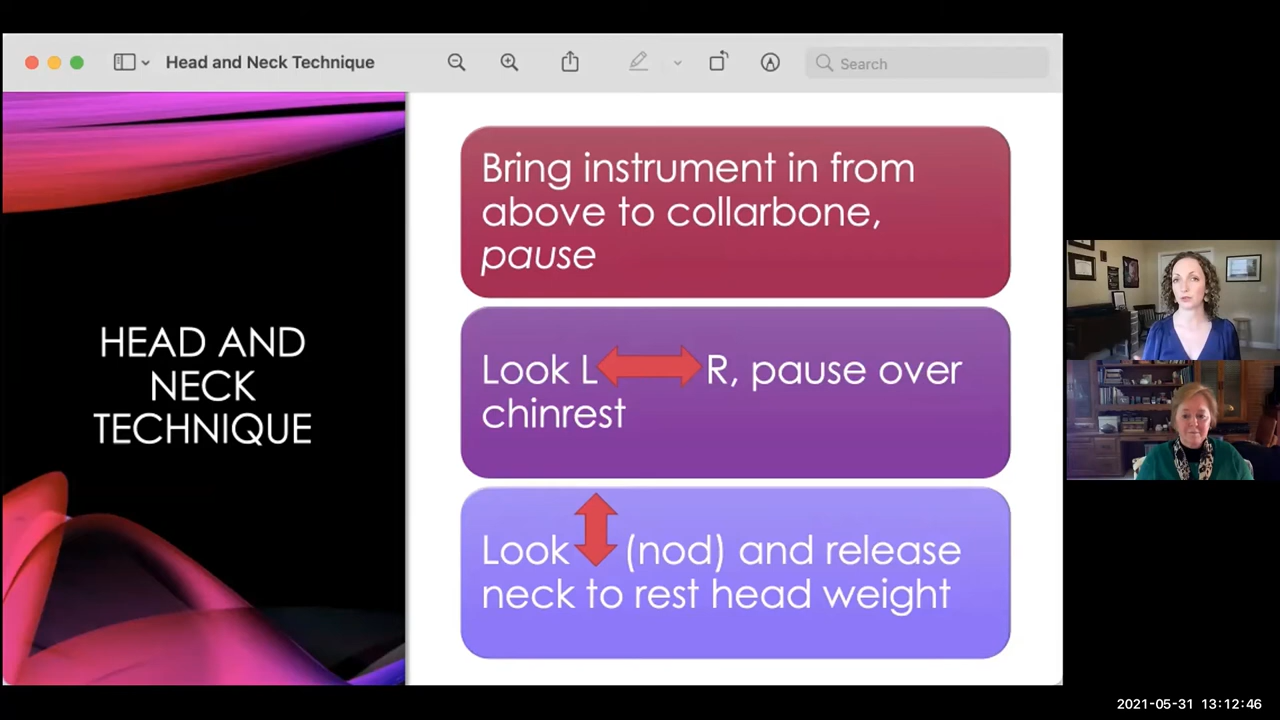 Head and Neck Technique
Search
HEAD AND
NECK
TECHNIQUE
Bring instrument in from
above to collarbone,
pause
Look L R, pause over
chinrest
Look (nod) and release
neck to rest head weight
2021-05-31 13:12:46